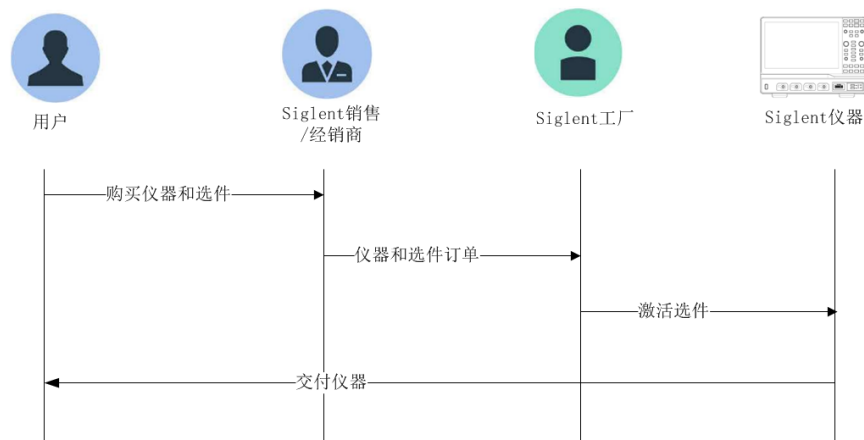 用户
Siglent销售
/经销商
Siglent工厂
Siglent仪器
购买仪器和选件
仪器和选件订单
激活选件
交付仪器